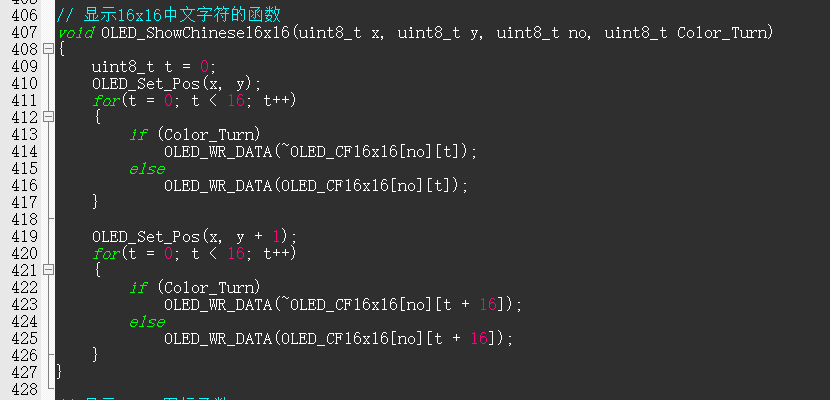 406 // 显示16x16中文字符的函数
407 void OLED_ShowChinese16x16(uint8_t x, uint8_t y, uint8_t no, uint8_t Color_Turn)
408 {
409 uint8_t t = 0;
410 OLED_Set_Pos(x, y);
411 for(t = 0; t < 16; t++)
412 {
413 if (Color_Turn)
414 OLED_WR_DATA(~OLED_CF16x16[no][t]);
415 else
416 OLED_WR_DATA(OLED_CF16x16[no][t]);
417 }
418
419 OLED_Set_Pos(x, y + 1);
420 for(t = 0; t < 16; t++)
421 {
422 if (Color_Turn)
423 OLED_WR_DATA(~OLED_CF16x16[no][t + 16]);
424 else
425 OLED_WR_DATA(OLED_CF16x16[no][t + 16]);
426 }
427 }
428